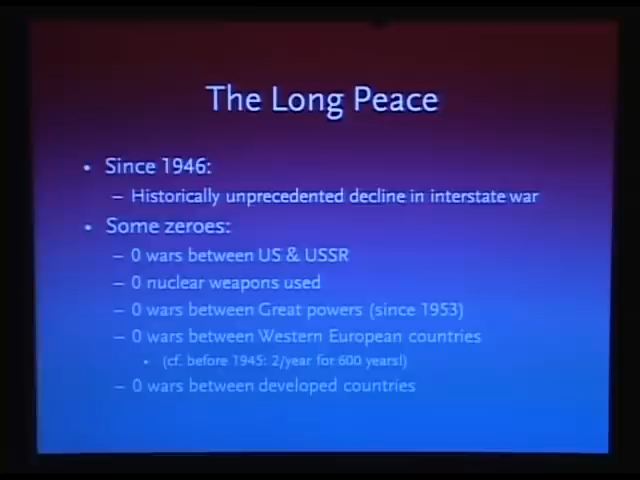 The Long Peace
• Since 1946:
– Historically unprecedented decline in interstate war
• Some zeroes:
– 0 wars between US & USSR
– 0 nuclear weapons used
– 0 wars between Great powers (since 1953)
– 0 wars between Western European countries
• (cf. before 1945: 2/year for 600 years!)
– 0 wars between developed countries